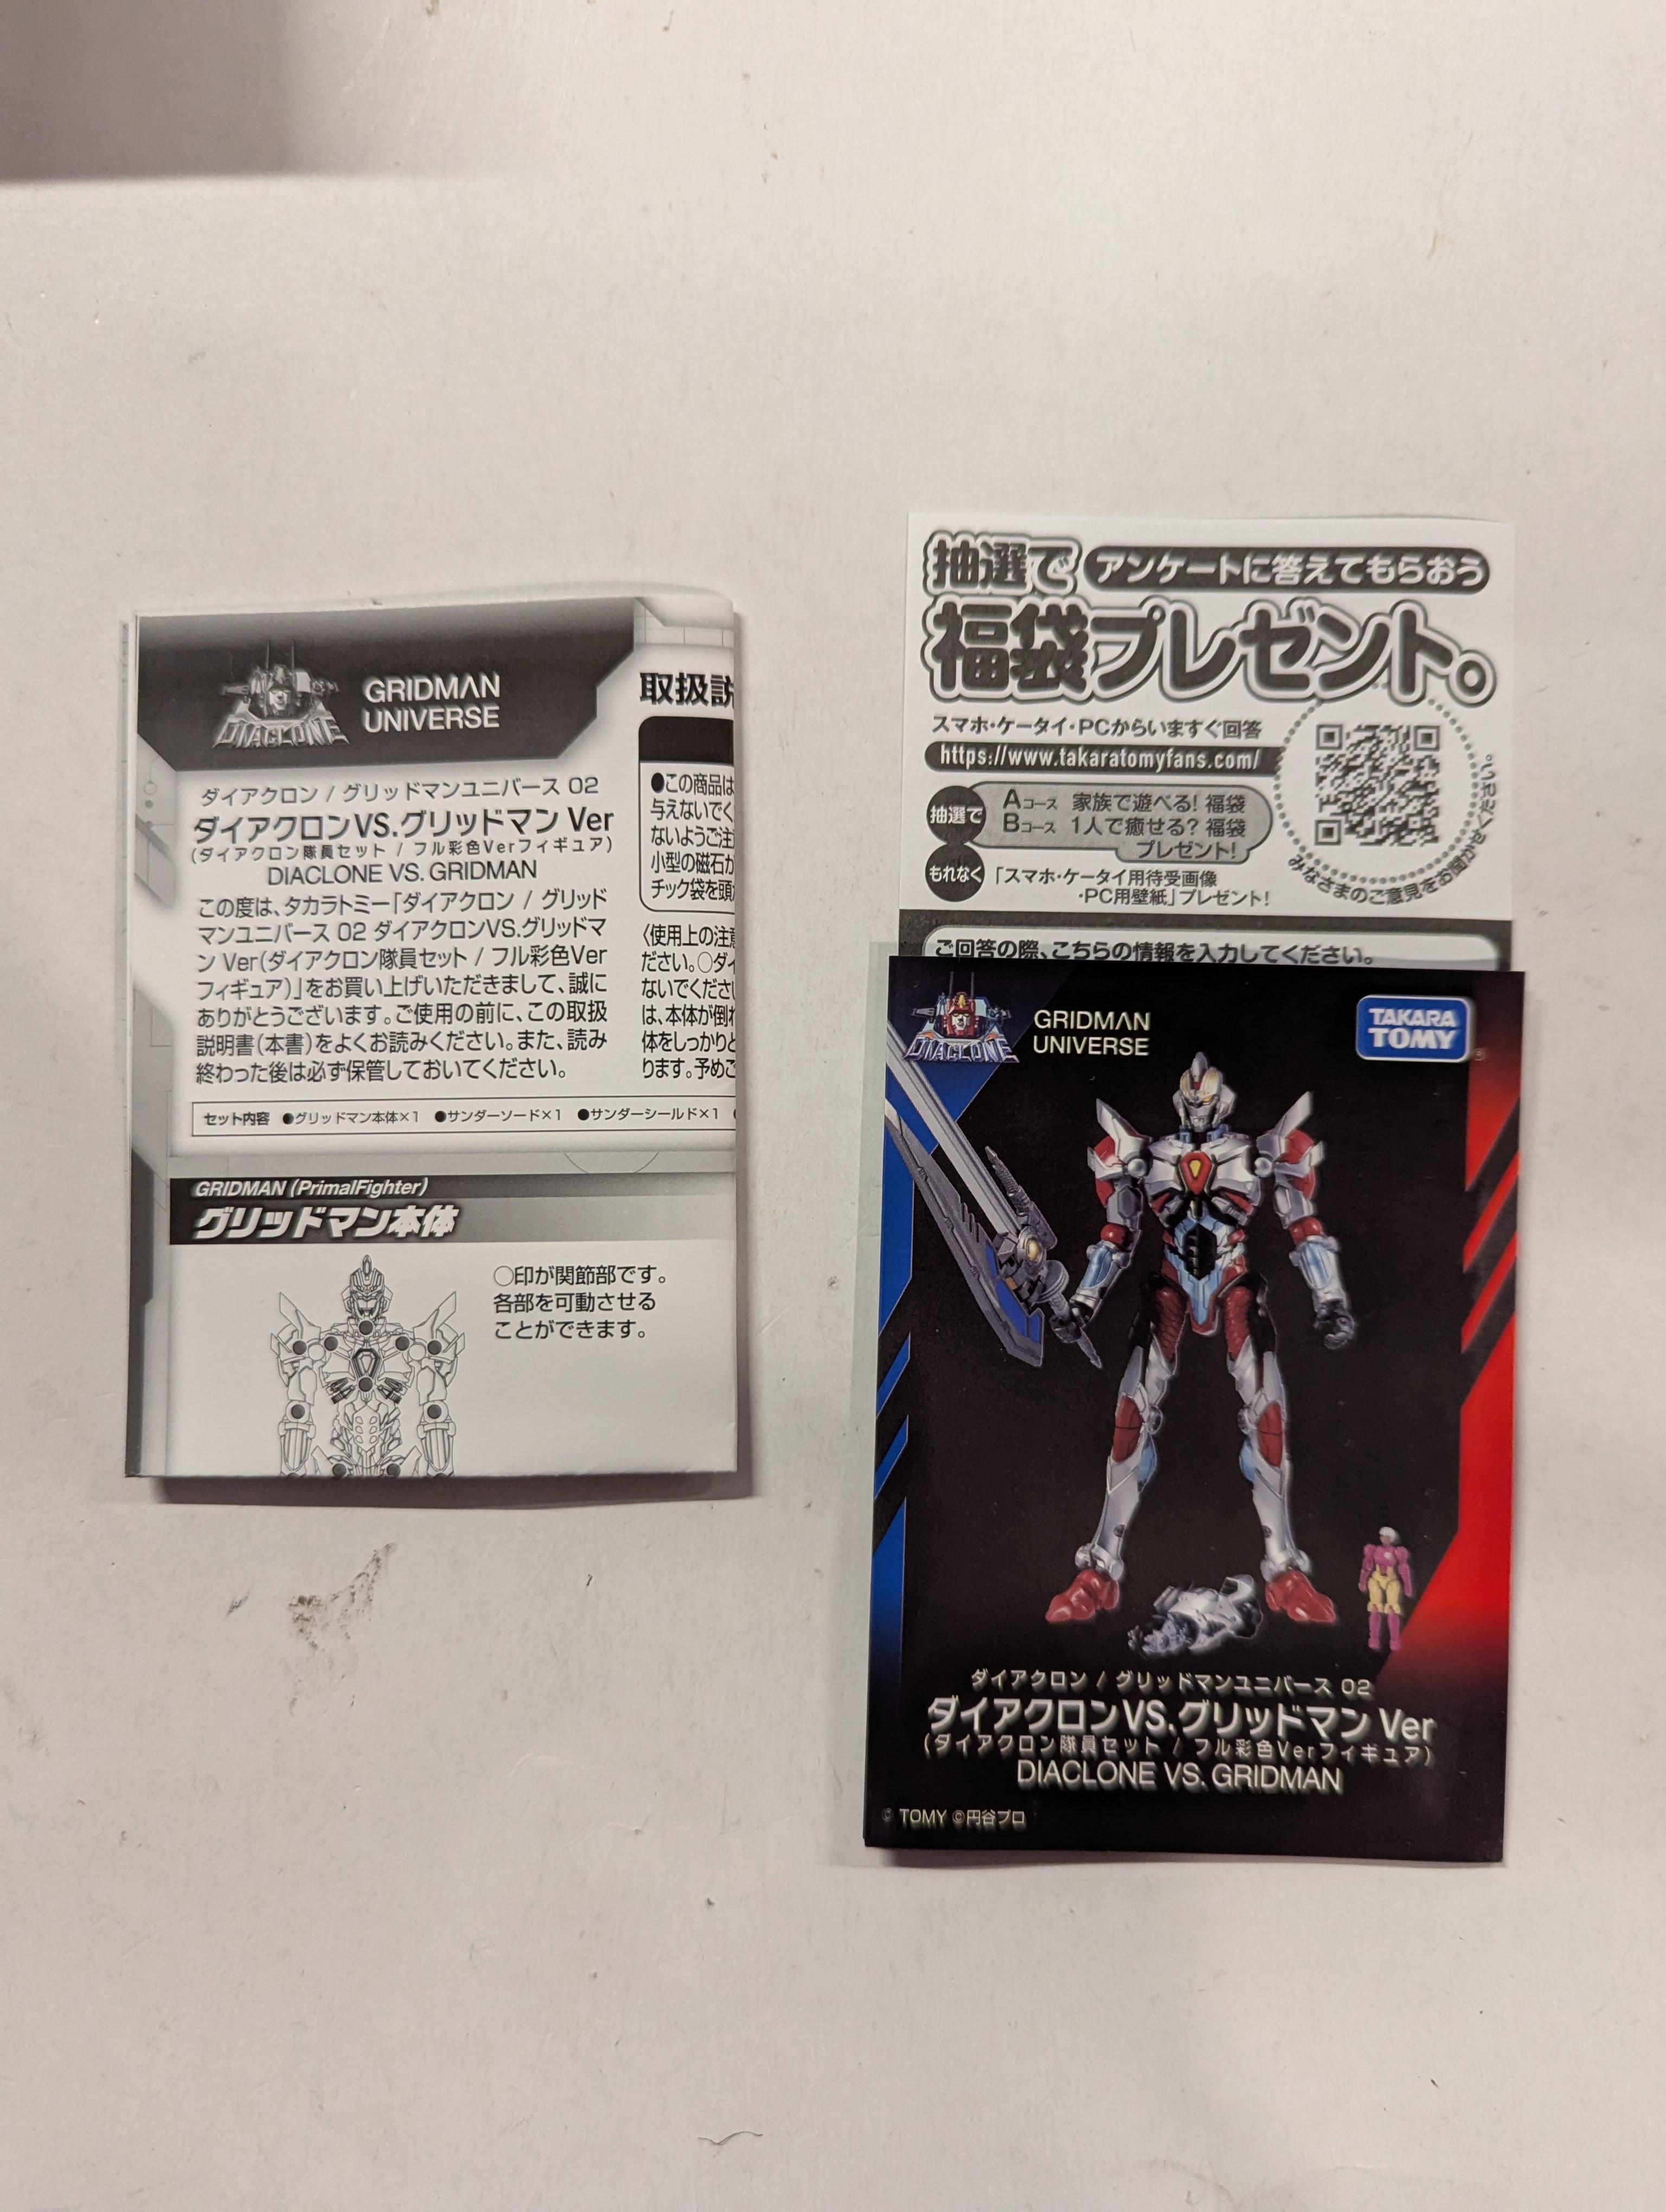 DIACLONE
GRIDMAN
UNIVERSE
ダイアクロン / グリッドマンユニバース 02
ダイアクロンVS.グリッドマン Ver
(ダイアクロン隊員セット / フル彩色Verフィギュア)
DIACLONE VS. GRIDMAN
この度は、タカラトミー「ダイアクロン / グリッド
マンユニバース 02 ダイアクロンVS.グリッドマ
ン Ver(ダイアクロン隊員セット / フル彩色Ver
フィギュア)」をお買い上げいただきまして、誠に
ありがとうございます。ご使用の前に、この取扱
説明書(本書)をよくお読みください。また、読み
終わった後は必ず保管しておいてください。
セット内容 ●グリッドマン本体×1 ●サンダーソード×1 ●サンダーシールド×1
取扱説
●この商品は
与えないでく
ないようご注
小型の磁石が
チック袋を頭
〈使用上の注意
ださい。○ダイ
ないでくださ
は、本体が倒れ
体をしっかりと
ります。予めご
GRIDMAN (PrimalFighter)
グリッドマン本体
○印が関節部です。
各部を可動させる
ことができます。
抽選で アンケートに答えてもらおう
福袋プレゼント。
スマホ・ケータイ・PCからいますぐ回答
https://www.takaratomyfans.com/
抽選で
Aコース 家族で遊べる! 福袋
Bコース 1人で癒せる? 福袋
プレゼント!
もれなく
「スマホ・ケータイ用待受画像
・PC用壁紙」プレゼント!
みなさまのご意見をお聞かせください。
ご回答の際、こちらの情報を入力してください。
DIACLONE
GRIDMAN
UNIVERSE
TAKARA
TOMY
ダイアクロン / グリッドマンユニバース 02
ダイアクロンVS.グリッドマン Ver
(ダイアクロン隊員セット / フル彩色Verフィギュア)
DIACLONE VS. GRIDMAN
© TOMY ©円谷プロ